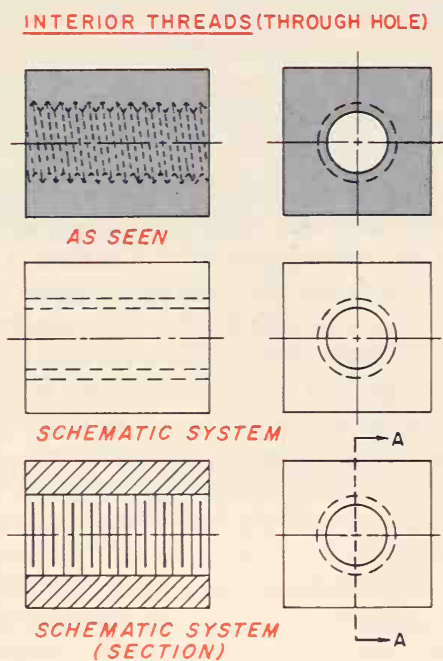 INTERIOR THREADS (THROUGH HOLE)
AS SEEN
SCHEMATIC SYSTEM
A
SCHEMATIC SYSTEM
(SECTION)
A